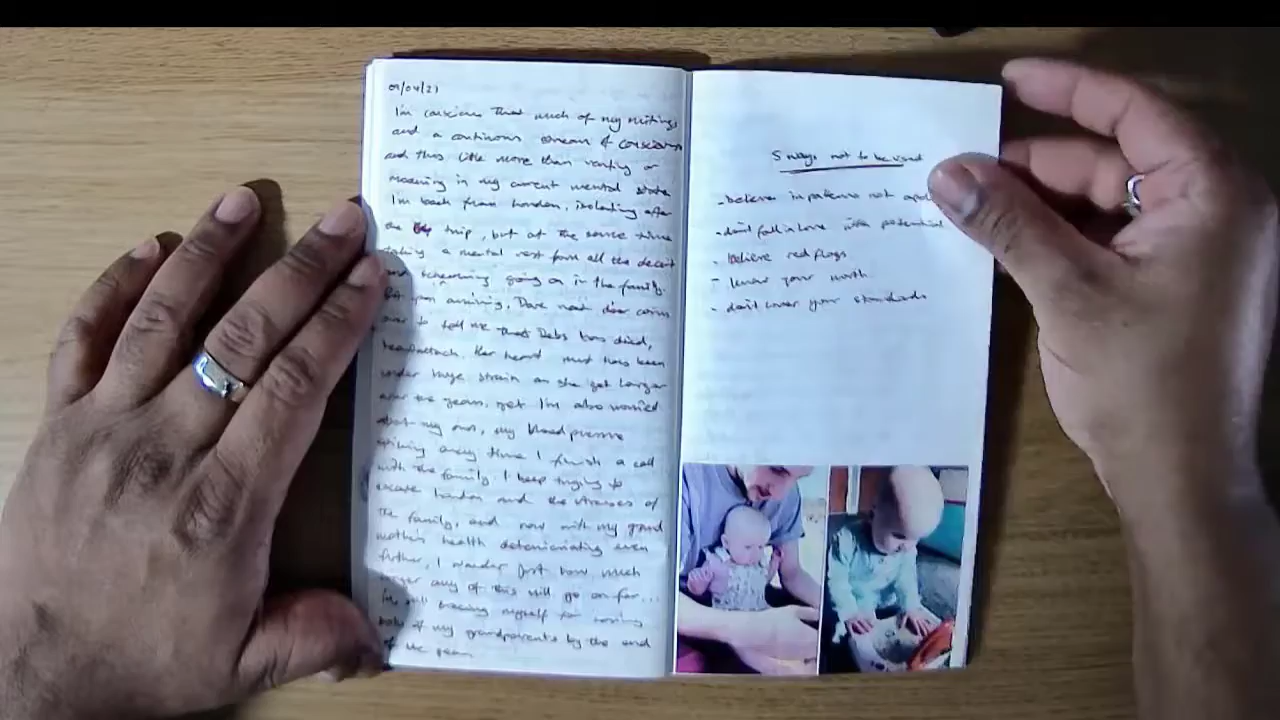 09/04/21
I'm conscious that much of my writings
and a continuous stream of consciousness
and thus little more than venting or
moaning in my current mental state
I'm back from London, isolating after
the trip, but at the same time
taking a mental rest from all the deceit
and scheming going on in the family.
But upon arriving, Dave next door comes
over to tell me that Debs has died,
heart attack. Her heart must have been
under huge strain as she got larger
over the years, yet I'm also worried
about my own, my blood pressure
spiking every time I finish a call
with the family. I keep trying to
escape London and the stresses of
the family, and now with my grand
mothers health deteriorating even
further, I wonder just how much
longer any of this will go on for...
I'm still bracing myself for losing
both of my grandparents by the end
of the year.
5 ways not to be used
- believe in patterns not
- don't fall in love with potential
- believe red flags
- know your worth
- don't lower your standards